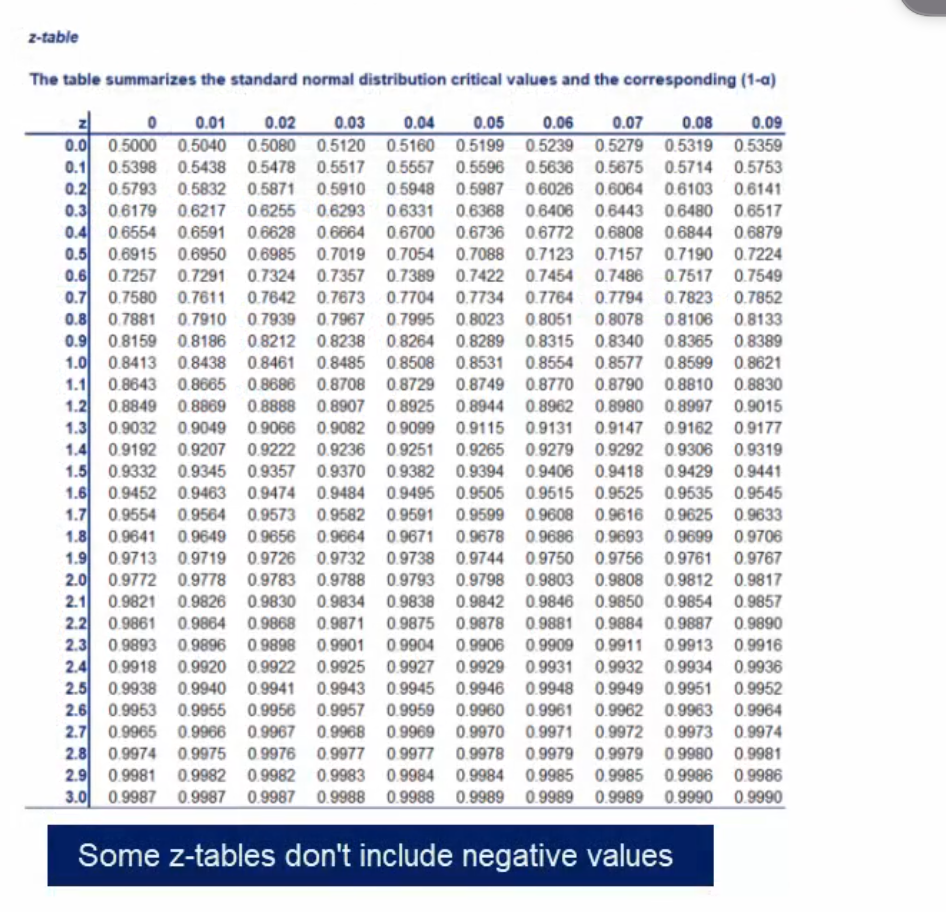 z-table
The table summarizes the standard normal distribution critical values and the corresponding (1-α)
z 0 0.01 0.02 0.03 0.04 0.05 0.06 0.07 0.08 0.09
0.0 0.5000 0.5040 0.5080 0.5120 0.5160 0.5199 0.5239 0.5279 0.5319 0.5359
0.1 0.5398 0.5438 0.5478 0.5517 0.5557 0.5596 0.5636 0.5675 0.5714 0.5753
0.2 0.5793 0.5832 0.5871 0.5910 0.5948 0.5987 0.6026 0.6064 0.6103 0.6141
0.3 0.6179 0.6217 0.6255 0.6293 0.6331 0.6368 0.6406 0.6443 0.6480 0.6517
0.4 0.6554 0.6591 0.6628 0.6664 0.6700 0.6736 0.6772 0.6808 0.6844 0.6879
0.5 0.6915 0.6950 0.6985 0.7019 0.7054 0.7088 0.7123 0.7157 0.7190 0.7224
0.6 0.7257 0.7291 0.7324 0.7357 0.7389 0.7422 0.7454 0.7486 0.7517 0.7549
0.7 0.7580 0.7611 0.7642 0.7673 0.7704 0.7734 0.7764 0.7794 0.7823 0.7852
0.8 0.7881 0.7910 0.7939 0.7967 0.7995 0.8023 0.8051 0.8078 0.8106 0.8133
0.9 0.8159 0.8186 0.8212 0.8238 0.8264 0.8289 0.8315 0.8340 0.8365 0.8389
1.0 0.8413 0.8438 0.8461 0.8485 0.8508 0.8531 0.8554 0.8577 0.8599 0.8621
1.1 0.8643 0.8665 0.8686 0.8708 0.8729 0.8749 0.8770 0.8790 0.8810 0.8830
1.2 0.8849 0.8869 0.8888 0.8907 0.8925 0.8944 0.8962 0.8980 0.8997 0.9015
1.3 0.9032 0.9049 0.9066 0.9082 0.9099 0.9115 0.9131 0.9147 0.9162 0.9177
1.4 0.9192 0.9207 0.9222 0.9236 0.9251 0.9265 0.9279 0.9292 0.9306 0.9319
1.5 0.9332 0.9345 0.9357 0.9370 0.9382 0.9394 0.9406 0.9418 0.9429 0.9441
1.6 0.9452 0.9463 0.9474 0.9484 0.9495 0.9505 0.9515 0.9525 0.9535 0.9545
1.7 0.9554 0.9564 0.9573 0.9582 0.9591 0.9599 0.9608 0.9616 0.9625 0.9633
1.8 0.9641 0.9649 0.9656 0.9664 0.9671 0.9678 0.9686 0.9693 0.9699 0.9706
1.9 0.9713 0.9719 0.9726 0.9732 0.9738 0.9744 0.9750 0.9756 0.9761 0.9767
2.0 0.9772 0.9778 0.9783 0.9788 0.9793 0.9798 0.9803 0.9808 0.9812 0.9817
2.1 0.9821 0.9826 0.9830 0.9834 0.9838 0.9842 0.9846 0.9850 0.9854 0.9857
2.2 0.9861 0.9864 0.9868 0.9871 0.9875 0.9878 0.9881 0.9884 0.9887 0.9890
2.3 0.9893 0.9896 0.9898 0.9901 0.9904 0.9906 0.9909 0.9911 0.9913 0.9916
2.4 0.9918 0.9920 0.9922 0.9925 0.9927 0.9929 0.9931 0.9932 0.9934 0.9936
2.5 0.9938 0.9940 0.9941 0.9943 0.9945 0.9946 0.9948 0.9949 0.9951 0.9952
2.6 0.9953 0.9955 0.9956 0.9957 0.9959 0.9960 0.9961 0.9962 0.9963 0.9964
2.7 0.9965 0.9966 0.9967 0.9968 0.9969 0.9970 0.9971 0.9972 0.9973 0.9974
2.8 0.9974 0.9975 0.9976 0.9977 0.9977 0.9978 0.9979 0.9979 0.9980 0.9981
2.9 0.9981 0.9982 0.9982 0.9983 0.9984 0.9984 0.9985 0.9985 0.9986 0.9986
3.0 0.9987 0.9987 0.9987 0.9988 0.9988 0.9989 0.9989 0.9989 0.9990 0.9990
Some z-tables don't include negative values